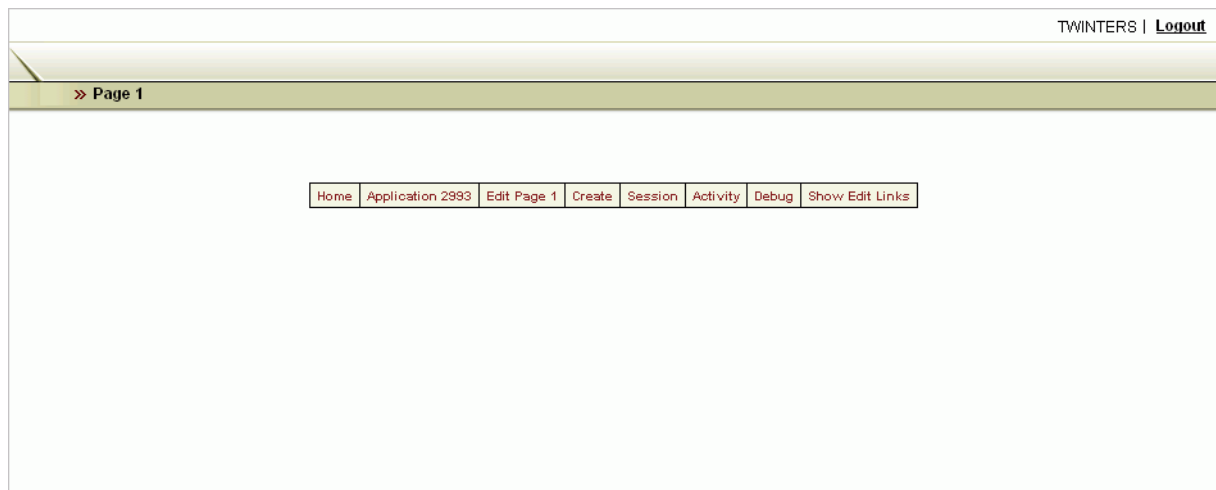 TWINTERS | Logout
» Page 1
Home Application 2993 Edit Page 1 Create Session Activity Debug Show Edit Links